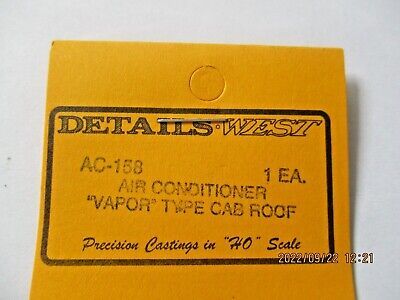 DETAILS WEST
AC-158 1 EA.
AIR CONDITIONER
"VAPOR" TYPE CAB ROOF
Precision Castings in "HO" Scale
2022/09/22 12:21